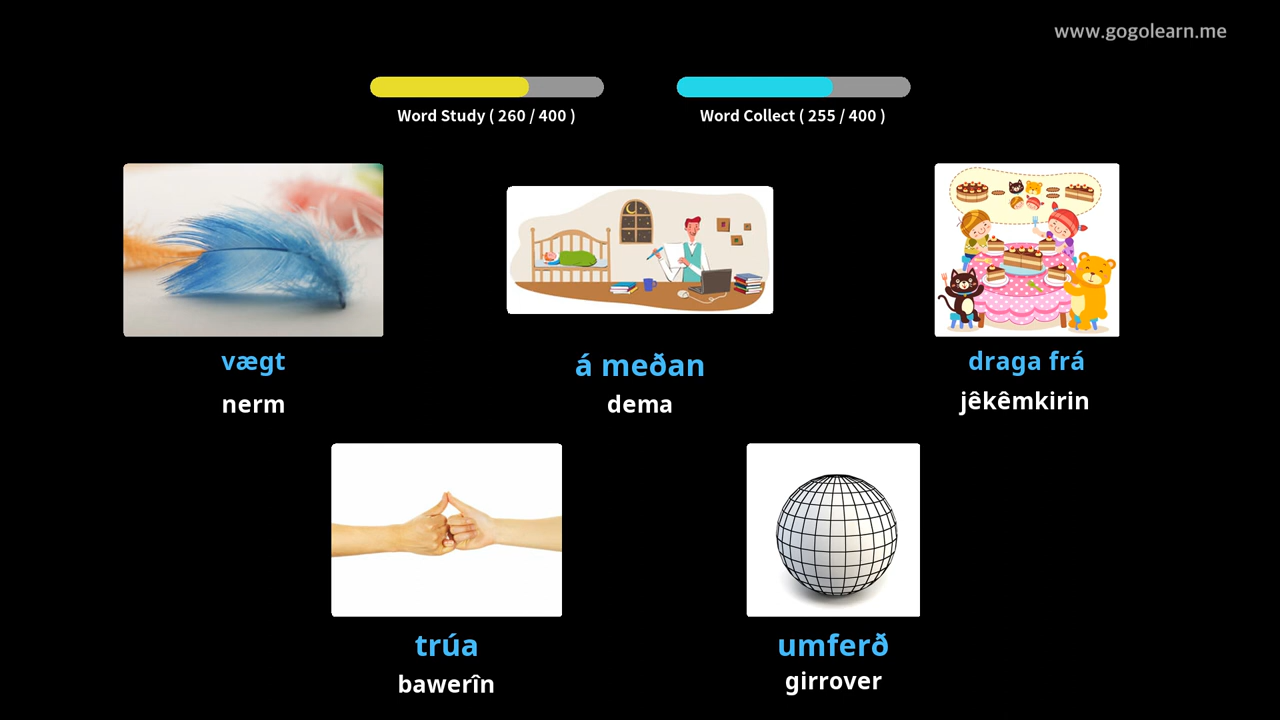 www.gogolearn.me
Word Study ( 260 / 400 )
Word Collect ( 255 / 400 )
vægt
nerm
á meðan
dema
draga frá
jêkêmkirin
trúa
bawerîn
umferð
girrover